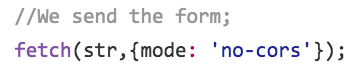 //We send the form;
fetch(str,{mode: 'no-cors'});